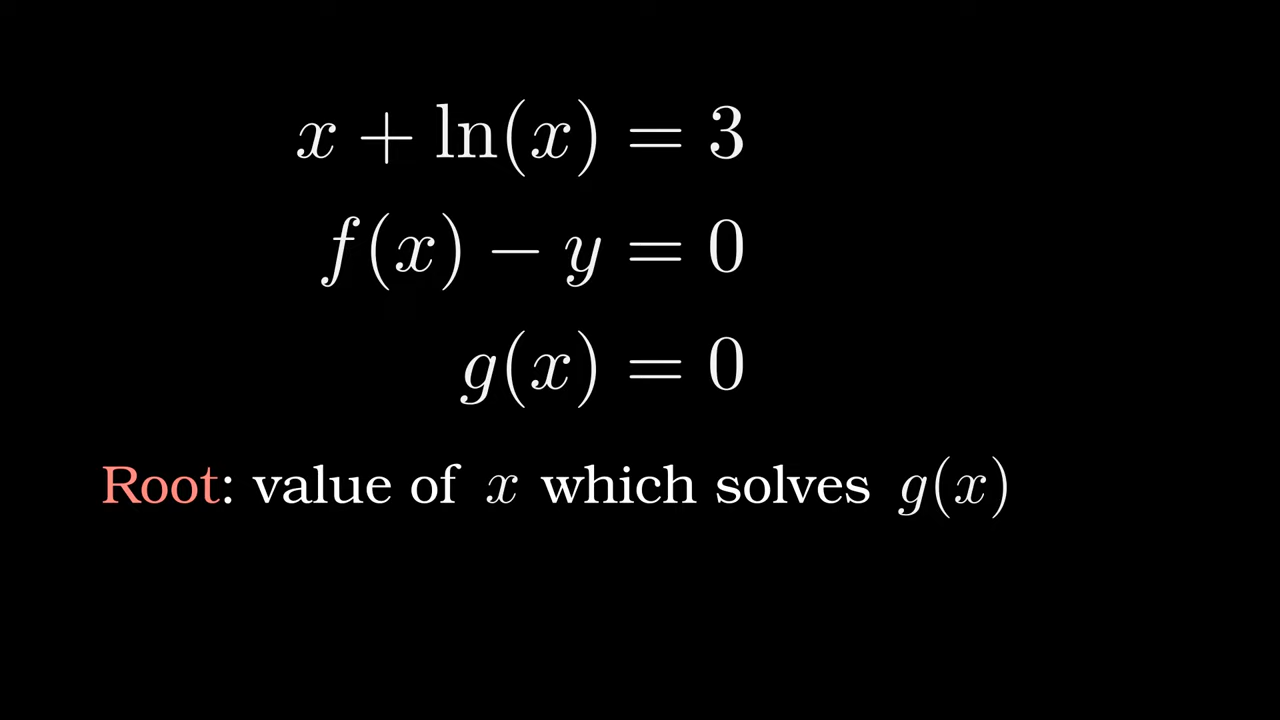 x + ln(x) = 3
f(x) − y = 0
g(x) = 0
Root: value of x which solves g(x)